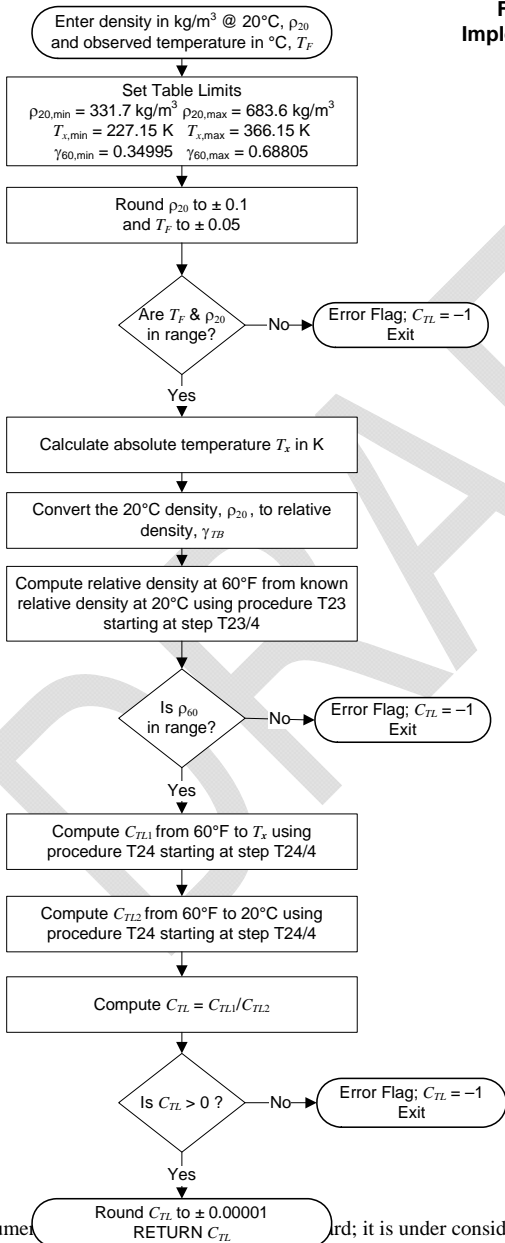 Enter density in kg/m³ @ 20°C, ρ20
and observed temperature in °C, TF
F
Imple
Set Table Limits
ρ20,min = 331.7 kg/m³ ρ20,max = 683.6 kg/m³
Tx,min = 227.15 K Tx,max = 366.15 K
γ60,min = 0.34995 γ60,max = 0.68805
Round ρ20 to ± 0.1
and TF to ± 0.05
Are TF & ρ20
in range?
No
Error Flag; CTL = –1
Exit
Yes
Calculate absolute temperature Tx in K
Convert the 20°C density, ρ20, to relative
density, γTB
Compute relative density at 60°F from known
relative density at 20°C using procedure T23
starting at step T23/4
Is ρ60
in range?
No
Error Flag; CTL = –1
Exit
Yes
Compute CTL1 from 60°F to Tx using
procedure T24 starting at step T24/4
Compute CTL2 from 60°F to 20°C using
procedure T24 starting at step T24/4
Compute CTL = CTL1/CTL2
Is CTL > 0 ?
No
Error Flag; CTL = –1
Exit
Yes
Round CTL to ± 0.00001
RETURN CTL
umen rd; it is under consid
DRAF